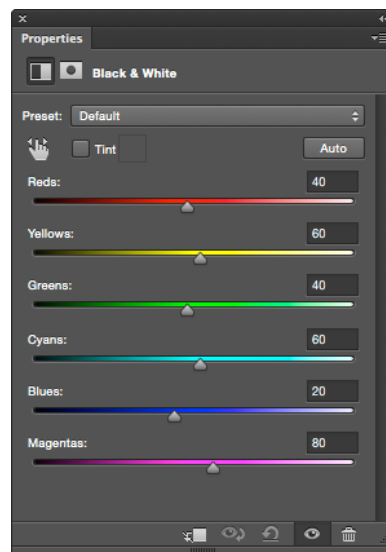 Properties
Black & White
Preset: Default
Tint Auto
Reds: 40
Yellows: 60
Greens: 40
Cyans: 60
Blues: 20
Magentas: 80